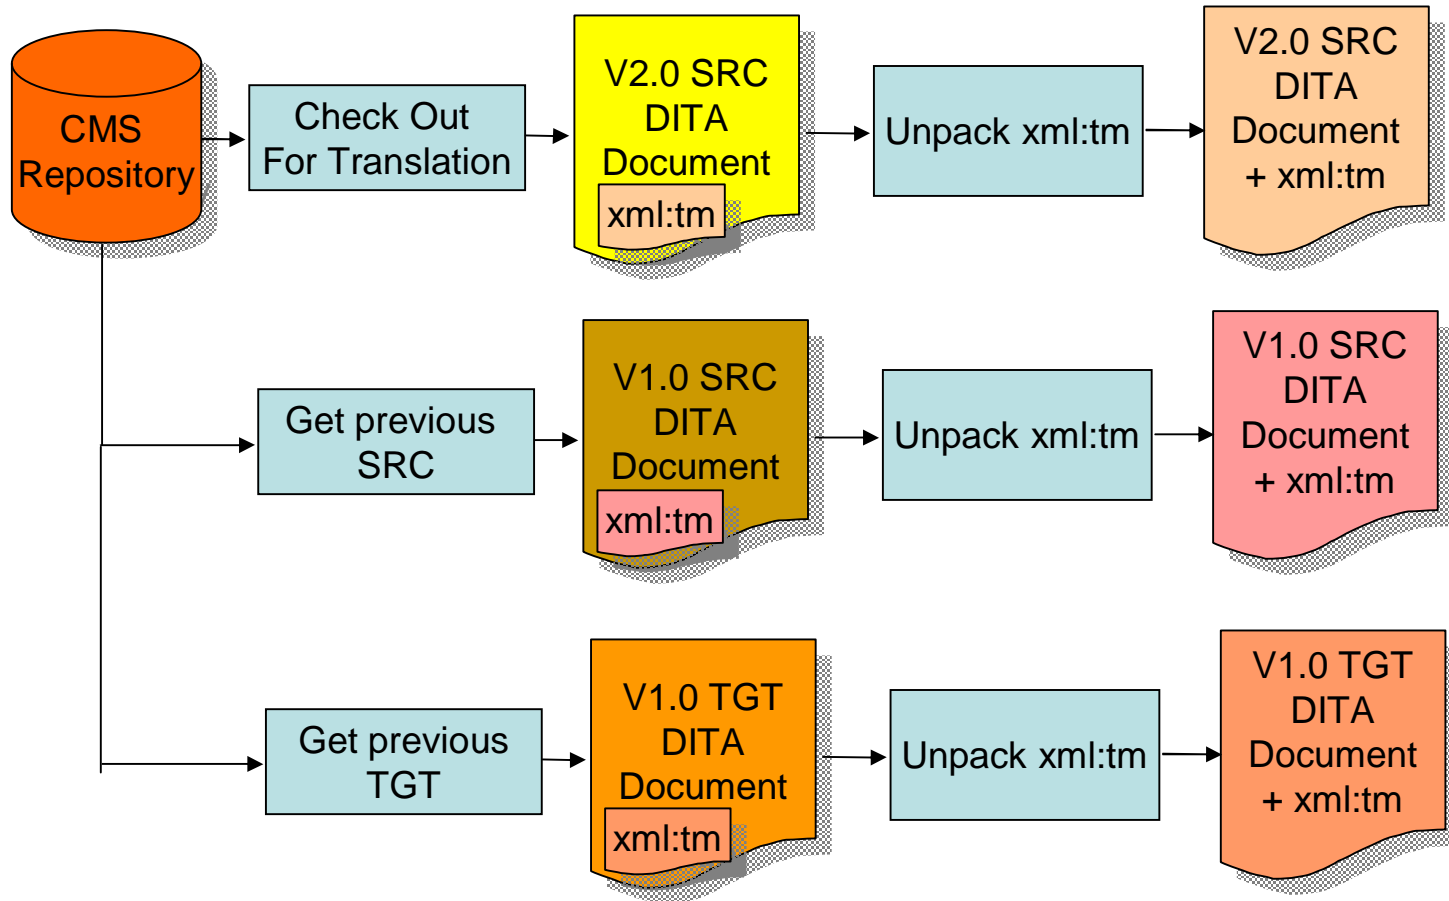 CMS
Repository
Check Out
For Translation
V2.0 SRC
DITA
Document
xml:tm
Unpack xml:tm
V2.0 SRC
DITA
Document
+ xml:tm
Get previous
SRC
V1.0 SRC
DITA
Document
xml:tm
Unpack xml:tm
V1.0 SRC
DITA
Document
+ xml:tm
Get previous
TGT
V1.0 TGT
DITA
Document
xml:tm
Unpack xml:tm
V1.0 TGT
DITA
Document
+ xml:tm